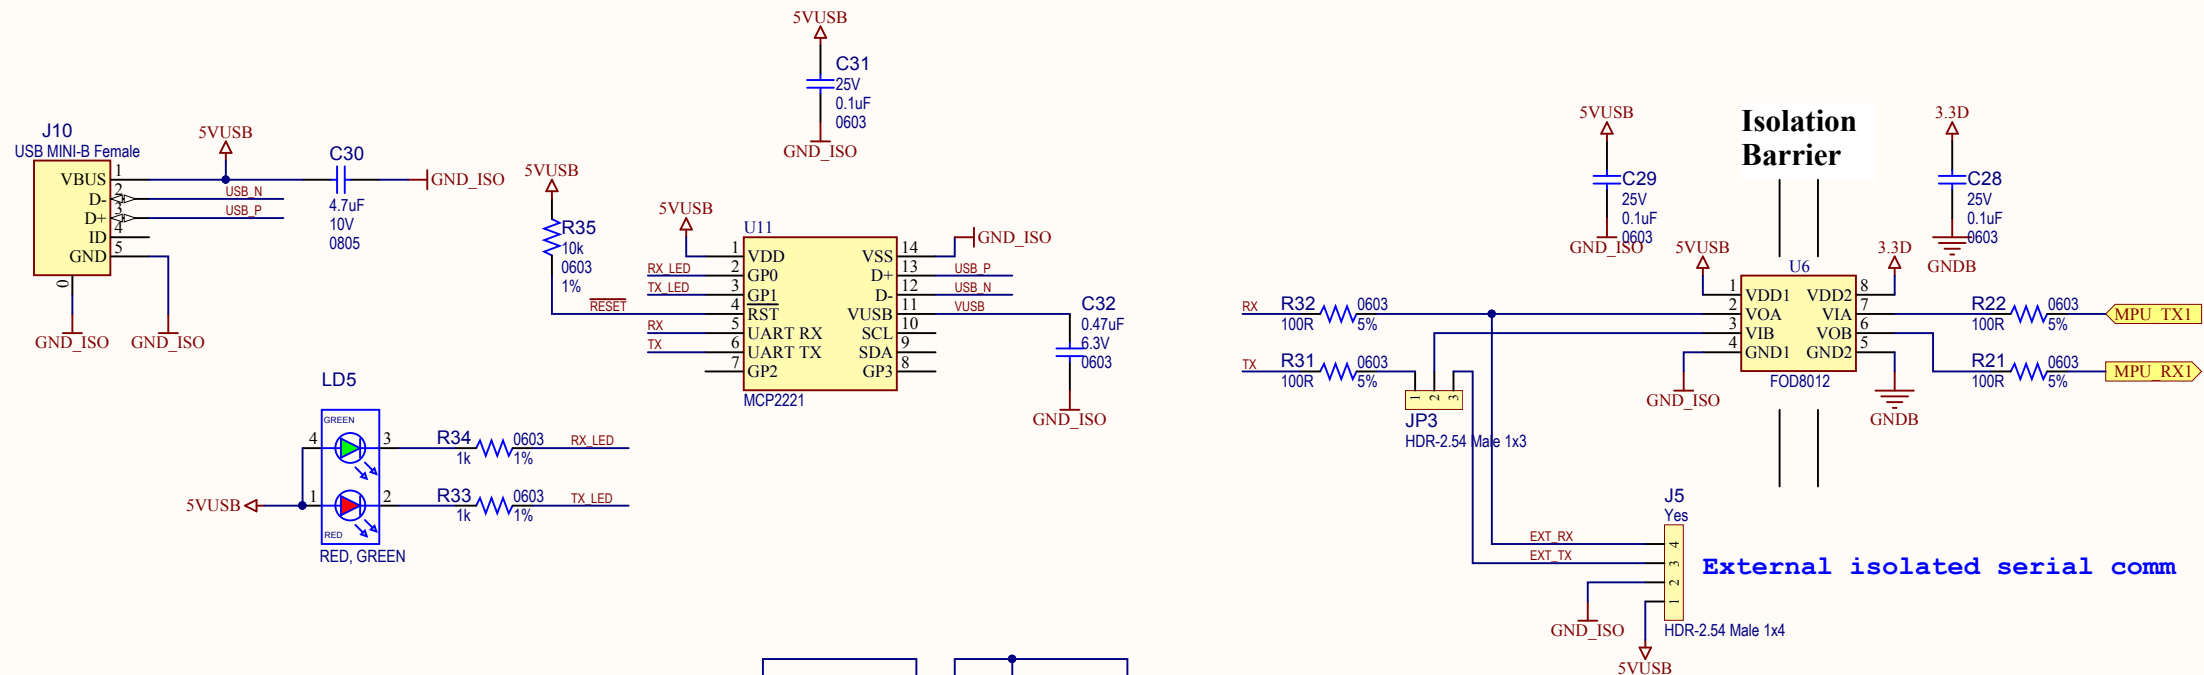 5VUSB
C31
25V
0.1uF
0603
GND_ISO
J10
USB MINI-B Female
VBUS 1
D- 2
D+ 3
ID 4
GND 5
0
GND_ISO
GND_ISO
5VUSB
USB_N
USB_P
C30
4.7uF
10V
0805
GND_ISO
5VUSB
R35
10k
0603
1%
RESET
5VUSB
U11
1 VDD
2 GP0
3 GP1
4 RST
5 UART RX
6 UART TX
7 GP2
VSS 14
D+ 13
D- 12
VUSB 11
SCL 10
SDA 9
GP3 8
MCP2221
RX_LED
TX_LED
RX
TX
GND_ISO
USB_P
USB_N
VUSB
C32
0.47uF
6.3V
0603
GND_ISO
LD5
GREEN
4 3
1 2
RED
RED, GREEN
5VUSB
R34 0603
1k 1%
RX_LED
R33 0603
1k 1%
TX_LED
5VUSB
C29
25V
0.1uF
0603
GND_ISO
Isolation
Barrier
3.3D
C28
25V
0.1uF
0603
GNDB
5VUSB
3.3D
U6
1 VDD1 VDD2 8
2 VOA VIA 7
3 VIB VOB 6
4 GND1 GND2 5
FOD8012
GND_ISO
GNDB
RX
R32 0603
100R 5%
TX
R31 0603
100R 5%
R22 0603
100R 5%
MPU_TX1
R21 0603
100R 5%
MPU_RX1
1 2 3
JP3
HDR-2.54 Male 1x3
J5
Yes
EXT_RX
EXT_TX
4
3
2
1
External isolated serial comm
GND_ISO
HDR-2.54 Male 1x4
5VUSB